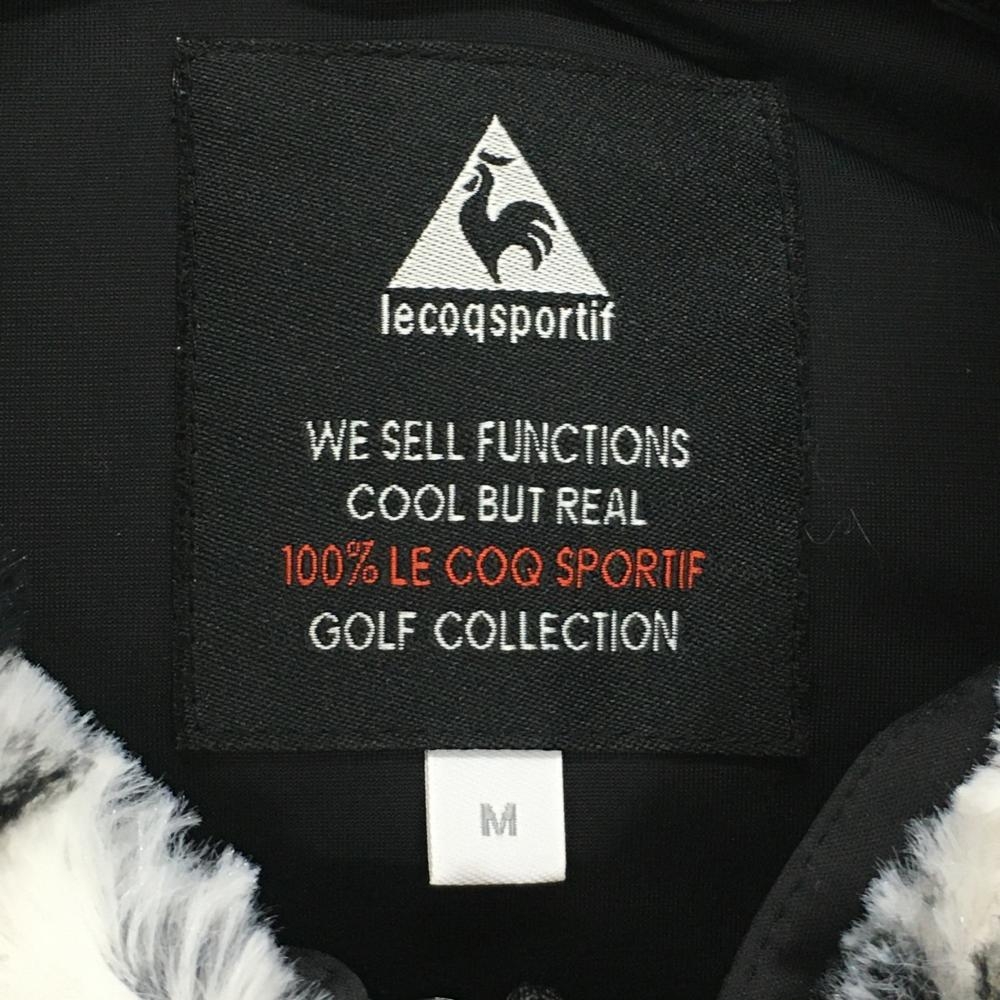 lecoqsportif
WE SELL FUNCTIONS
COOL BUT REAL
100% LE COQ SPORTIF
GOLF COLLECTION
M